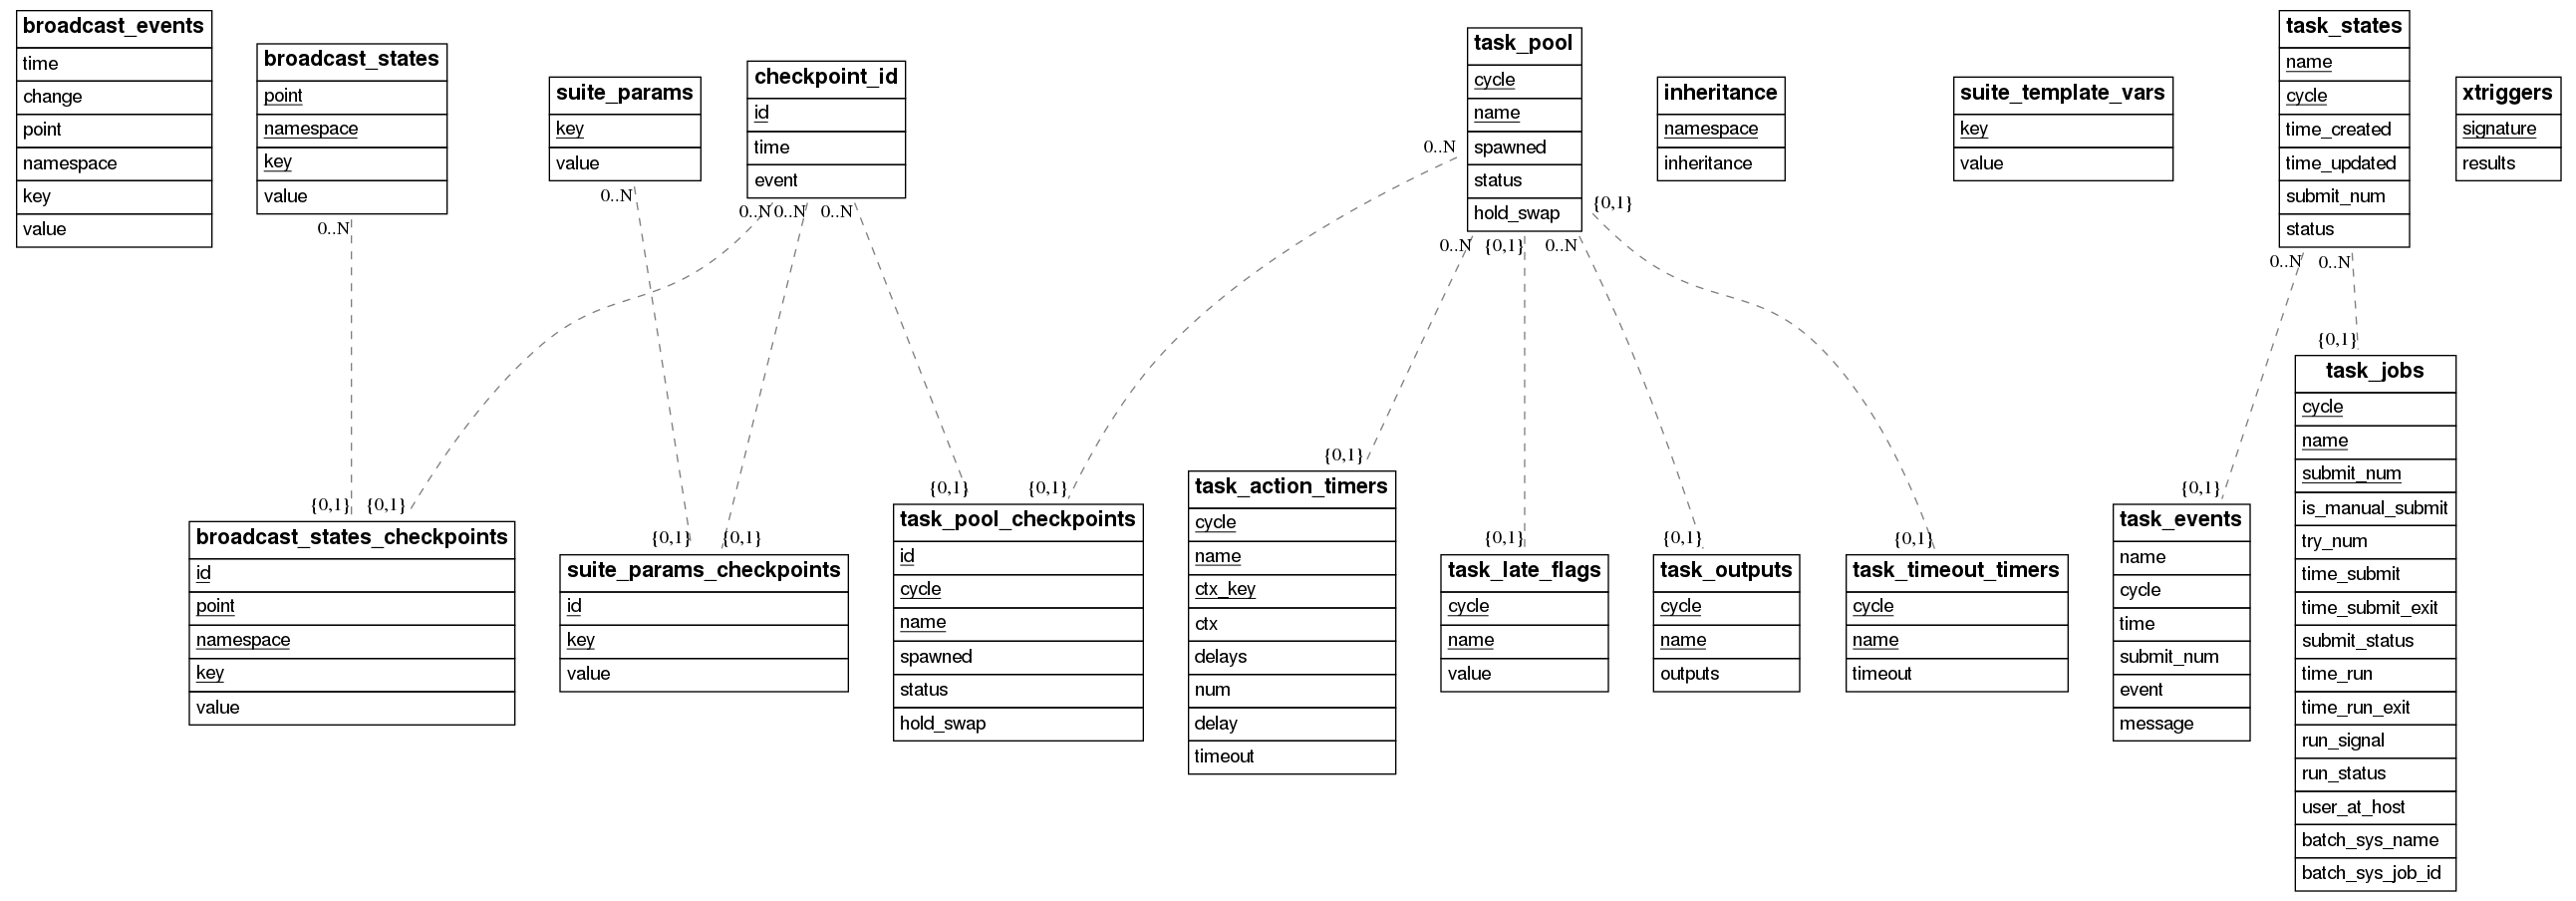 broadcast_events
time
change
point
namespace
key
value
broadcast_states
point
namespace
key
value
0..N
suite_params
key
value
0..N
checkpoint_id
id
time
event
0..N
0..N
0..N
task_pool
cycle
name
spawned
status
hold_swap
0..N
{0,1}
0..N
{0,1}
0..N
inheritance
namespace
inheritance
suite_template_vars
key
value
task_states
name
cycle
time_created
time_updated
submit_num
status
0..N
0..N
xtriggers
signature
results
{0,1}
{0,1}
broadcast_states_checkpoints
id
point
namespace
key
value
{0,1}
{0,1}
suite_params_checkpoints
id
key
value
{0,1}
{0,1}
task_pool_checkpoints
id
cycle
name
spawned
status
hold_swap
{0,1}
task_action_timers
cycle
name
ctx_key
ctx
delays
num
delay
timeout
{0,1}
task_late_flags
cycle
name
value
{0,1}
task_outputs
cycle
name
outputs
{0,1}
task_timeout_timers
cycle
name
timeout
{0,1}
task_events
name
cycle
time
submit_num
event
message
{0,1}
task_jobs
cycle
name
submit_num
is_manual_submit
try_num
time_submit
time_submit_exit
submit_status
time_run
time_run_exit
run_signal
run_status
user_at_host
batch_sys_name
batch_sys_job_id